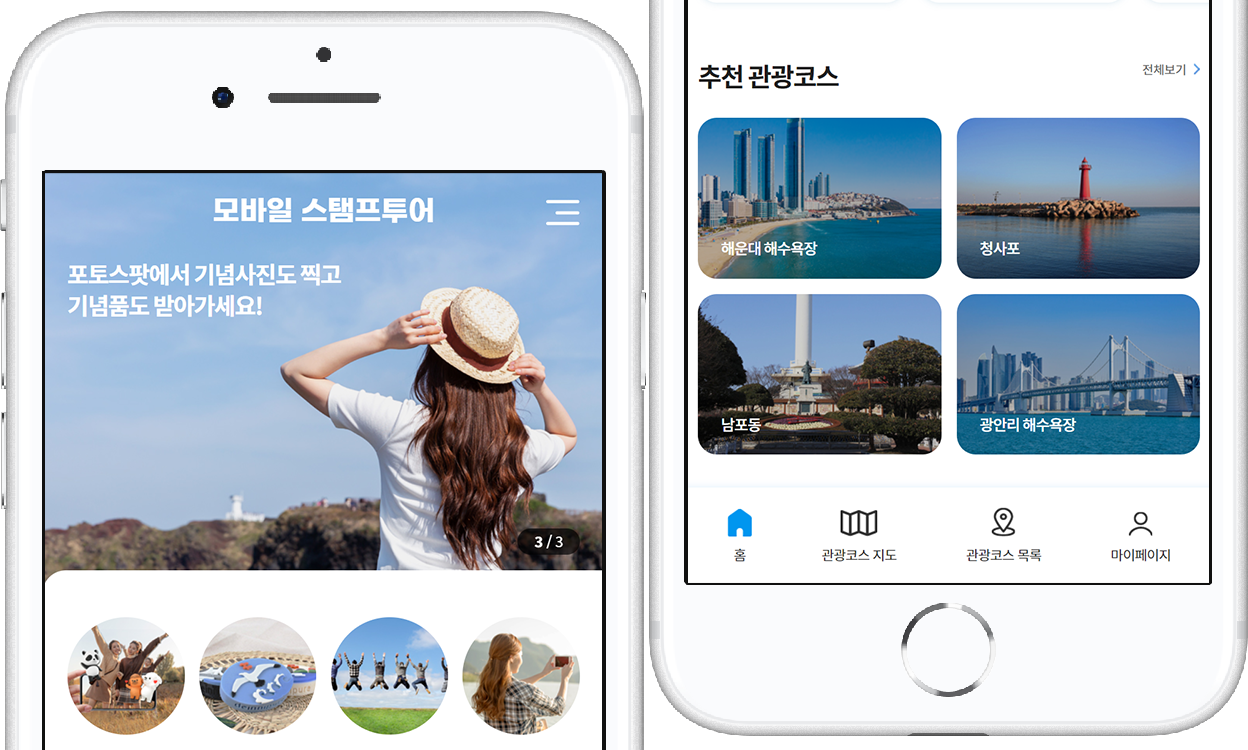 모바일 스탬프투어
포토스팟에서 기념사진도 찍고
기념품도 받아가세요!
3 / 3
추천 관광코스
전체보기
해운대 해수욕장
청사포
남포동
광안리 해수욕장
홈
관광코스 지도
관광코스 목록
마이페이지